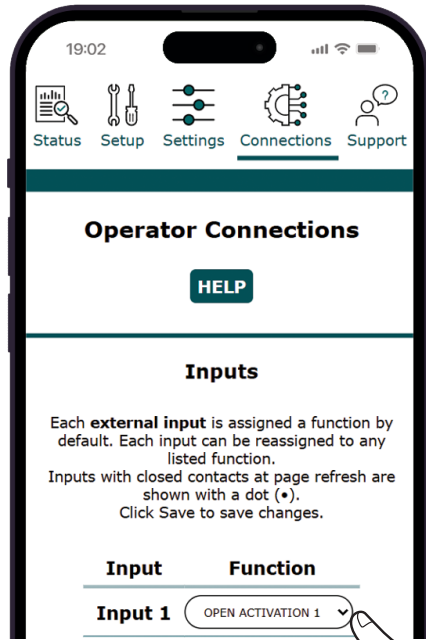 19:02
Status Setup Settings Connections Support
Operator Connections
HELP
Inputs
Each external input is assigned a function by
default. Each input can be reassigned to any
listed function.
Inputs with closed contacts at page refresh are
shown with a dot (•).
Click Save to save changes.
Input Function
Input 1 OPEN ACTIVATION 1